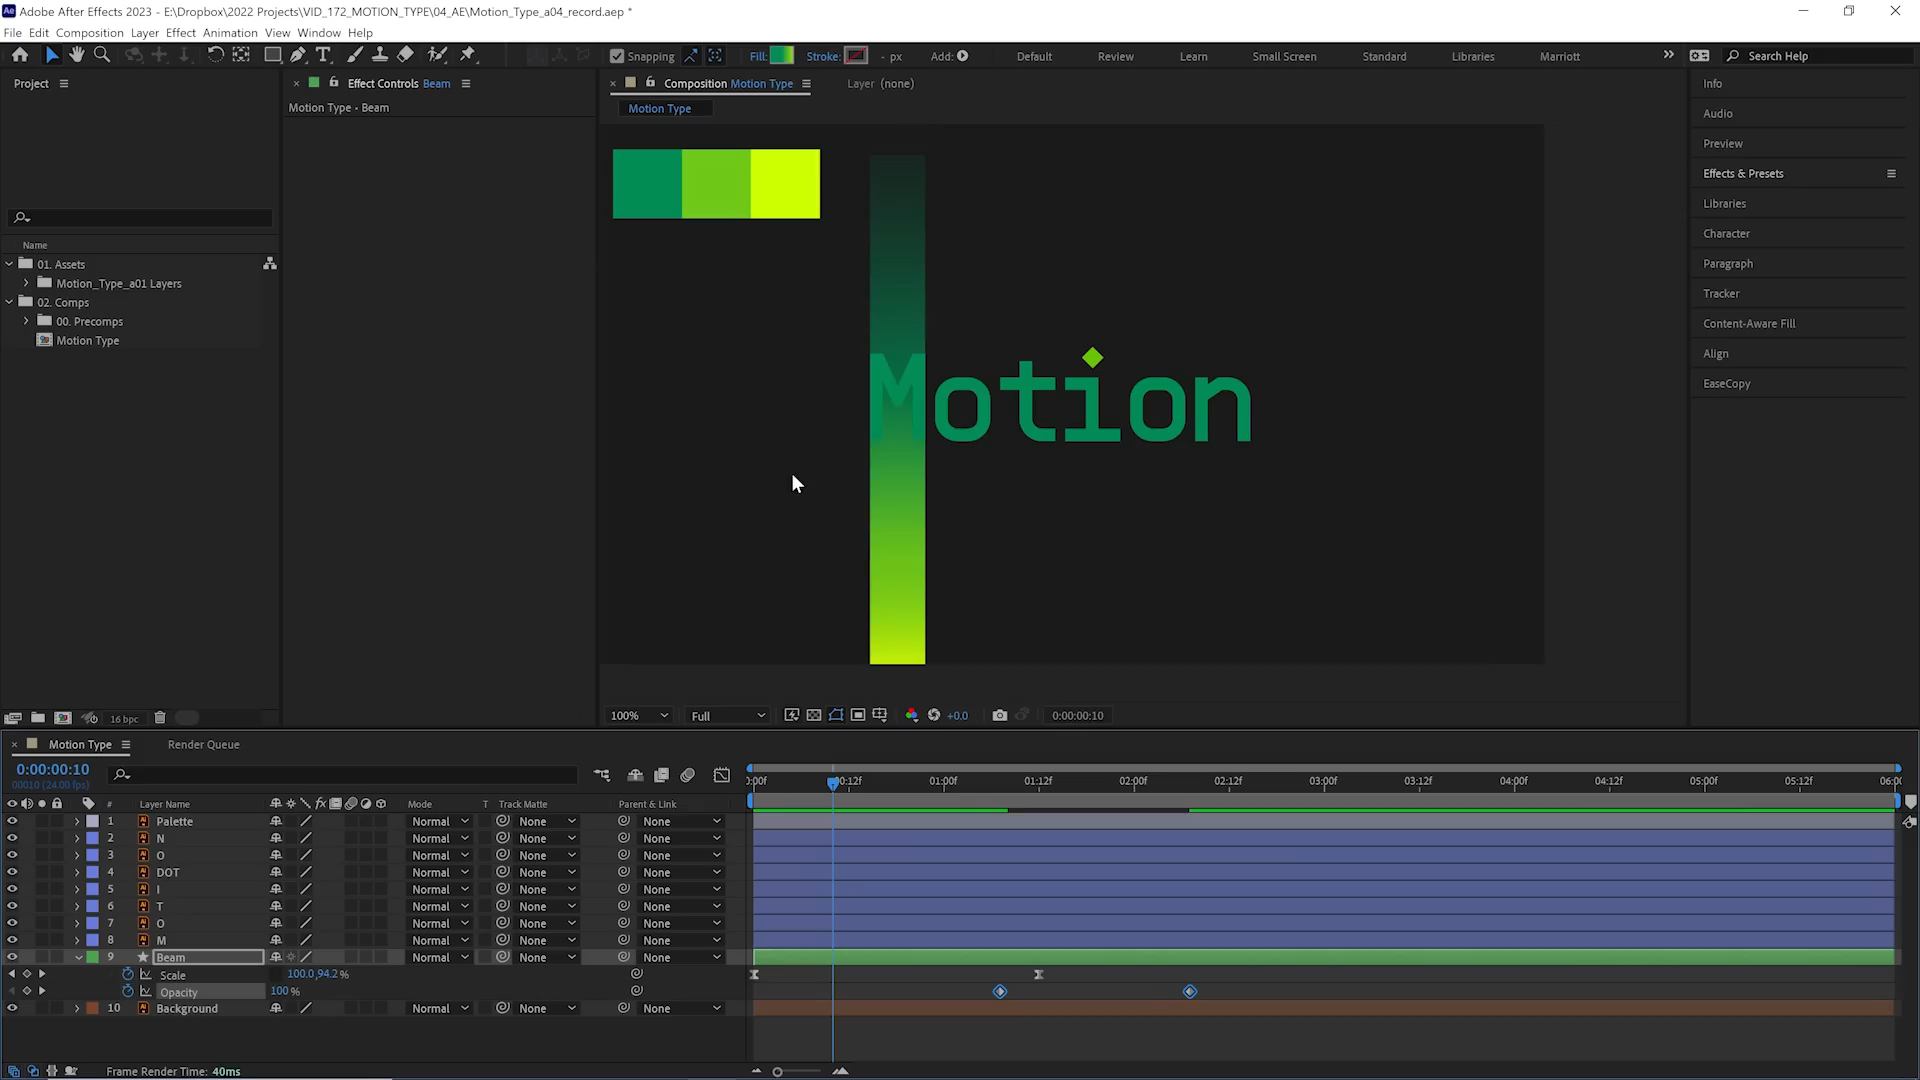 Adobe After Effects 2023 - E:\Dropbox\2022 Projects\VID_172_MOTION_TYPE\04_AE\Motion_Type_a04_record.aep *
File Edit Composition Layer Effect Animation View Window Help
Snapping Fill: Stroke: - px Add: Default Review Learn Small Screen Standard Libraries Marriott Search Help
Project
Effect Controls Beam
Composition Motion Type
Layer (none)
Motion Type • Beam
Motion Type
Name
01. Assets
Motion_Type_a01 Layers
02. Comps
00. Precomps
Motion Type
16 bpc
Motion
100% Full +0.0 0:00:00:10
Info
Audio
Preview
Effects & Presets
Libraries
Character
Paragraph
Tracker
Content-Aware Fill
Align
EaseCopy
Motion Type Render Queue
0:00:00:10
00010 (24.00 fps)
# Layer Name Mode T Track Matte Parent & Link
00f 00:12f 01:00f 01:12f 02:00f 02:12f 03:00f 03:12f 04:00f 04:12f 05:00f 05:12f 06:0
1 Palette Normal None None
2 N Normal None None
3 O Normal None None
4 DOT Normal None None
5 I Normal None None
6 T Normal None None
7 O Normal None None
8 M Normal None None
9 Beam Normal None None
Scale 100.0,94.2%
Opacity 100%
10 Background Normal None None
Frame Render Time: 40ms